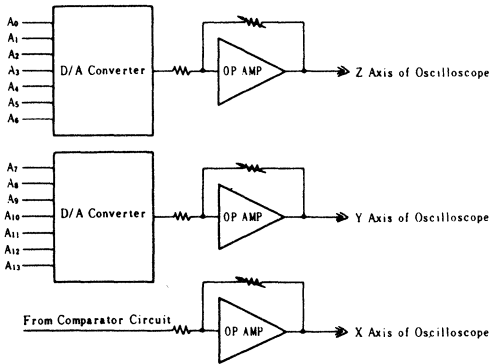 A₀
A₁
A₂
A₃
A₄
A₅
A₆
D/A Converter
OP AMP
Z Axis of Oscilloscope
A₇
A₈
A₉
A₁₀
A₁₁
A₁₂
A₁₃
D/A Converter
OP AMP
Y Axis of Oscilloscope
From Comparator Circuit
OP AMP
X Axis of Oscilloscope